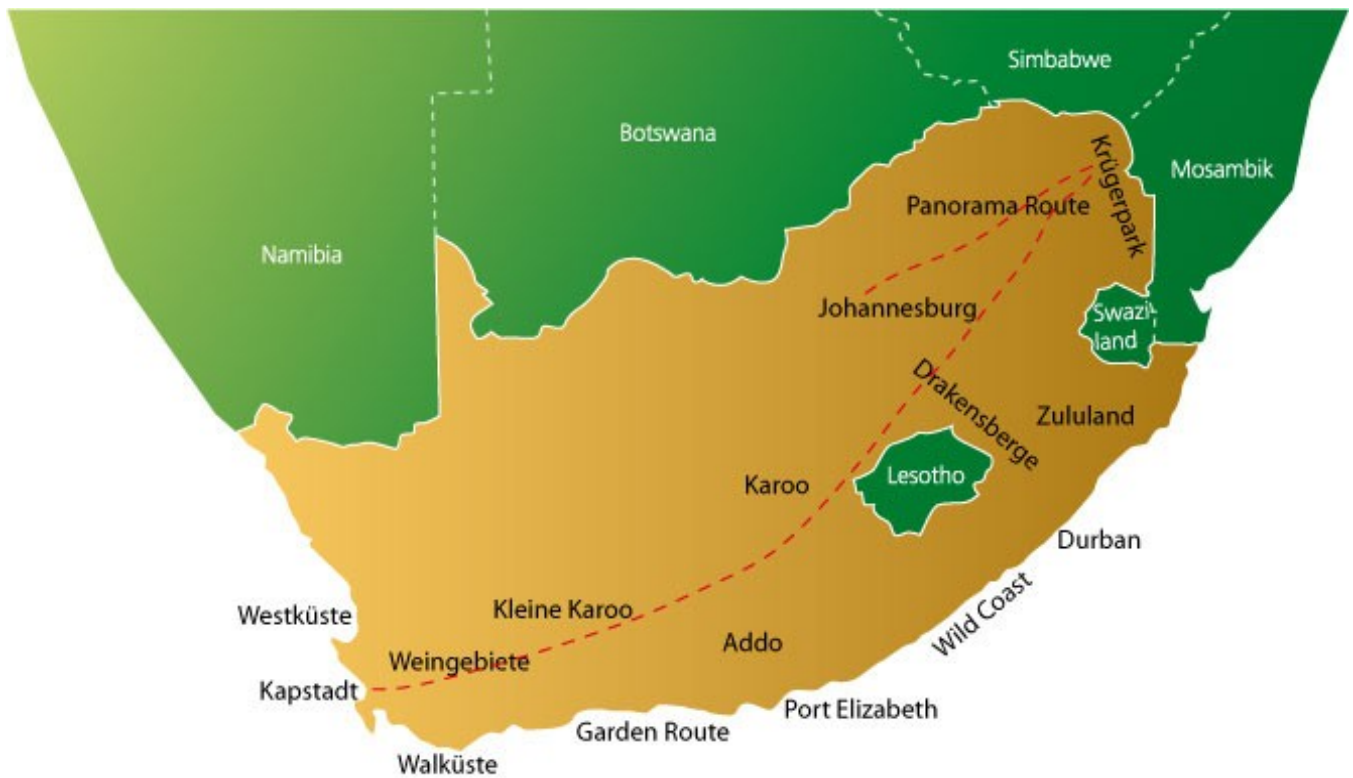 Simbabwe
Botswana
Mosambik
Krügerpark
Panorama Route
Namibia
Johannesburg
Swazi-
land
Drakensberge
Zululand
Karoo
Lesotho
Durban
Wild Coast
Westküste
Kleine Karoo
Addo
Weingebiete
Kapstadt
Port Elizabeth
Garden Route
Walküste